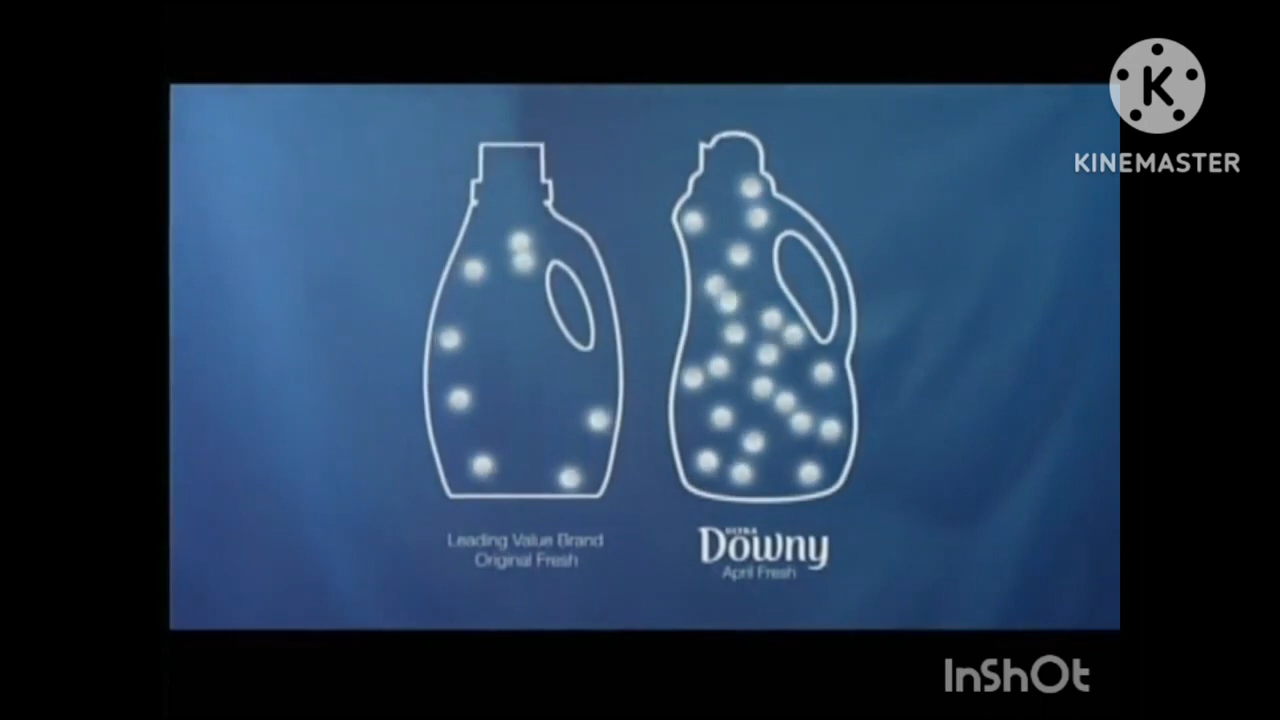 K
KINEMASTER
Leading Value Brand
Original Fresh
ULTRA
Downy
April Fresh
InShOt